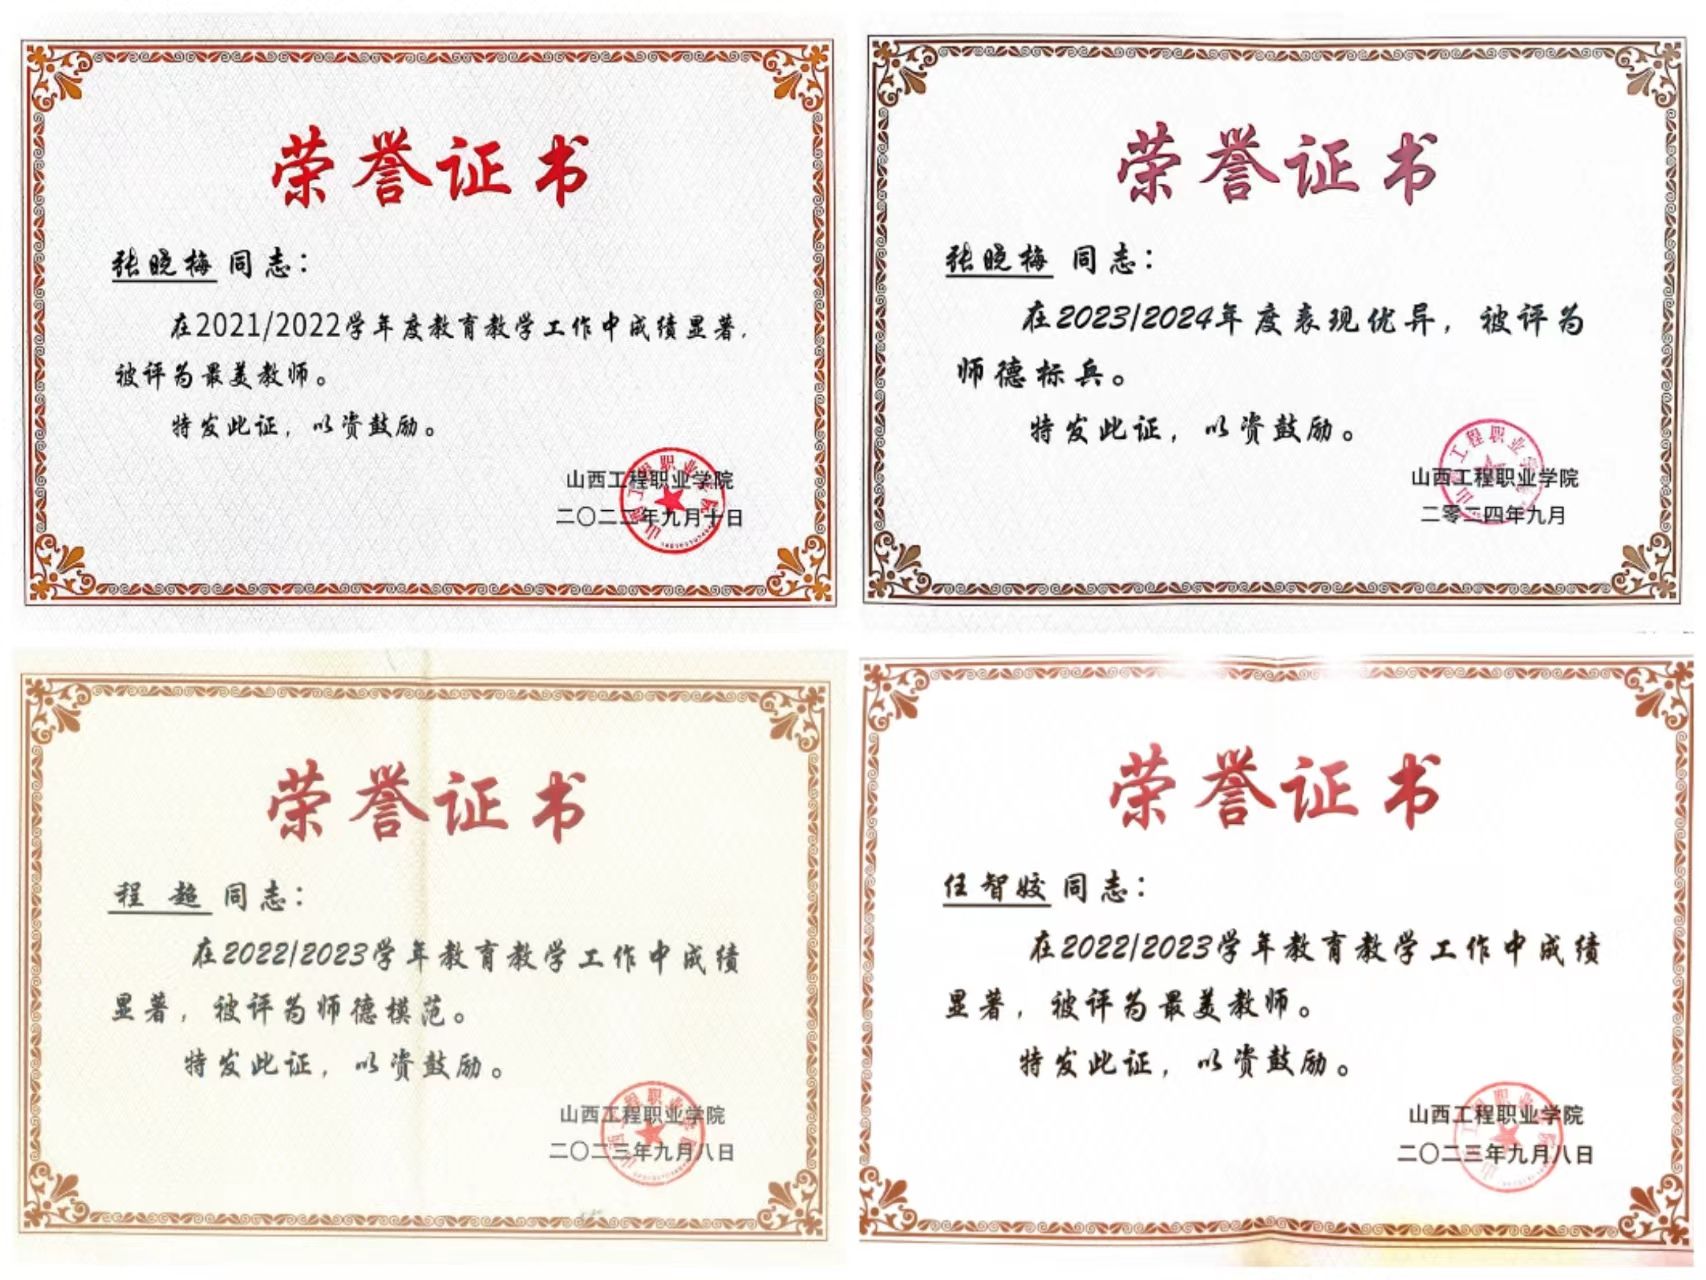 荣誉证书
张晓梅 同志：
在2021/2022学年度教育教学工作中成绩显著，
被评为最美教师。
特发此证，以资鼓励。
山西工程职业学院
二〇二二年九月十日
荣誉证书
张晓梅 同志：
在2023/2024年度表现优异，被评为
师德标兵。
特发此证，以资鼓励。
山西工程职业学院
二零二四年九月
荣誉证书
程 超 同志：
在2022/2023学年教育教学工作中成绩
显著，被评为师德模范。
特发此证，以资鼓励。
山西工程职业学院
二〇二三年九月八日
荣誉证书
任智姣 同志：
在2022/2023学年教育教学工作中成绩
显著，被评为最美教师。
特发此证，以资鼓励。
山西工程职业学院
二〇二三年九月八日